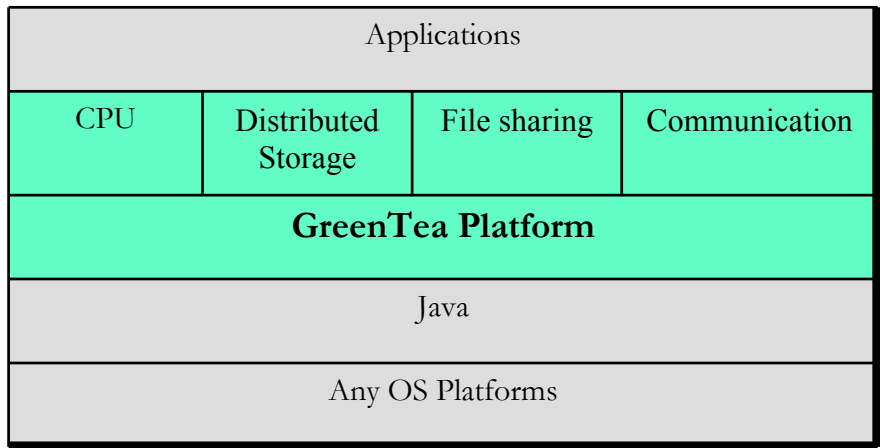 Applications
CPU
Distributed
Storage
File sharing
Communication
GreenTea Platform
Java
Any OS Platforms